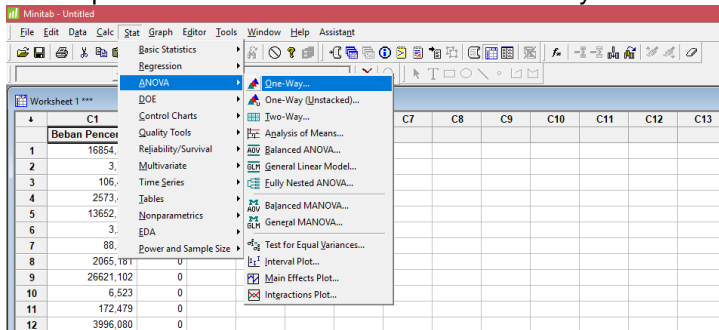 Minitab - Untitled
File Edit Data Calc Stat Graph Editor Tools Window Help Assistant
Basic Statistics
Regression
ANOVA
DOE
Control Charts
Quality Tools
Reliability/Survival
Multivariate
Time Series
Tables
Nonparametrics
EDA
Power and Sample Size
One-Way...
One-Way (Unstacked)...
Two-Way...
Analysis of Means...
AOV Balanced ANOVA...
GLM General Linear Model...
Fully Nested ANOVA...
Balanced MANOVA...
General MANOVA...
Test for Equal Variances...
Interval Plot...
Main Effects Plot...
Interactions Plot...
Worksheet 1 ***
C1 C7 C8 C9 C10 C11 C12 C13
Beban Pencer
1 16854,
2 3,
3 106,
4 2573,
5 13652,
6 3,
7 88,
8 2065,181 0
9 26621,102 0
10 6,523 0
11 172,479 0
12 3996,080 0